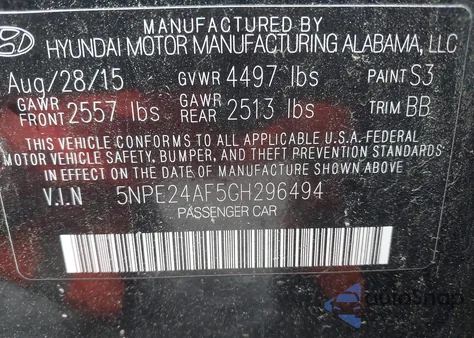 MANUFACTURED BY
HYUNDAI MOTOR MANUFACTURING ALABAMA, LLC
Aug/28/15 GVWR 4497 lbs PAINT S3
GAWR FRONT 2557 lbs GAWR REAR 2513 lbs TRIM BB
THIS VEHICLE CONFORMS TO ALL APPLICABLE U.S.A. FEDERAL
MOTOR VEHICLE SAFETY, BUMPER, AND THEFT PREVENTION STANDARDS
IN EFFECT ON THE DATE OF MANUFACTURE SHOWN ABOVE
V.I.N 5NPE24AF5GH296494
PASSENGER CAR
autoShop